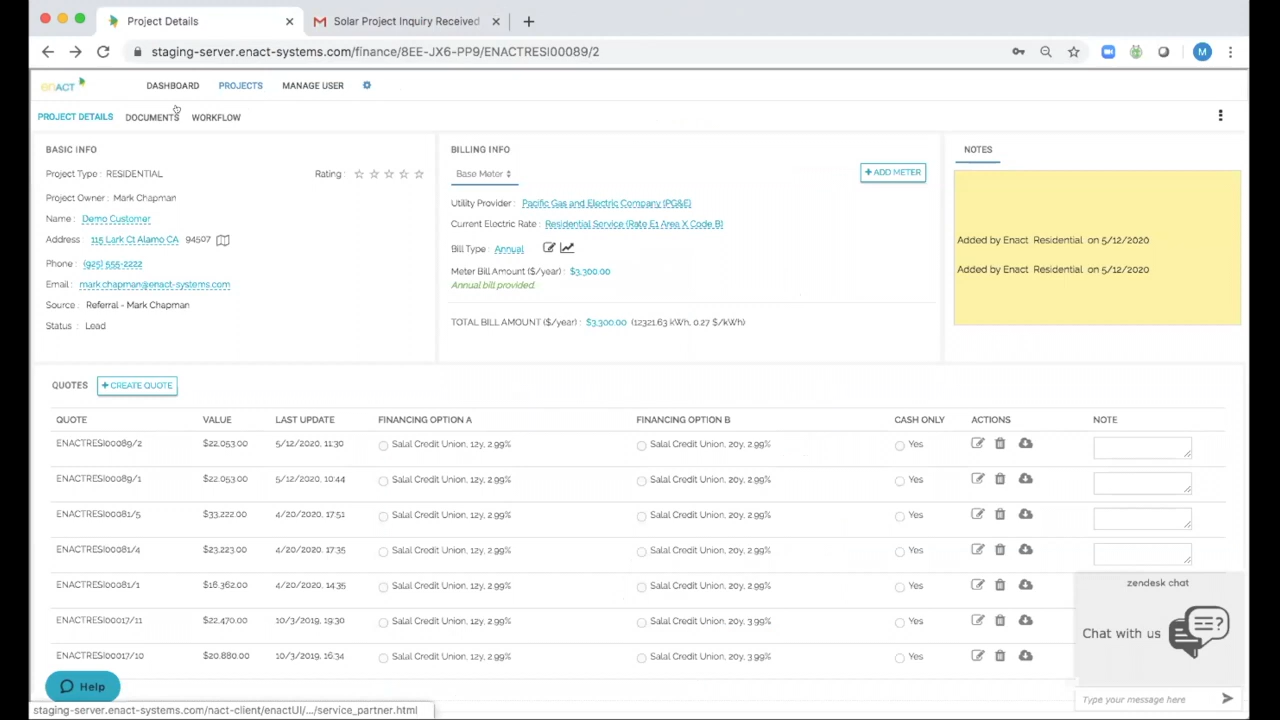 Project Details
Solar Project Inquiry Received
staging-server.enact-systems.com/finance/8EE-JX6-PP9/ENACTRESI00089/2
M
enACT
DASHBOARD PROJECTS MANAGE USER
PROJECT DETAILS DOCUMENTS WORKFLOW
BASIC INFO
Project Type : RESIDENTIAL
Rating :
Project Owner : Mark Chapman
Name : Demo Customer
Address 115 Lark Ct Alamo CA 94507
Phone : (925) 555-2222
Email : mark.chapman@enact-systems.com
Source : Referral - Mark Chapman
Status : Lead
BILLING INFO
Base Meter
+ ADD METER
Utility Provider : Pacific Gas and Electric Company (PG&E)
Current Electric Rate : Residential Service (Rate E1 Area X Code B)
Bill Type : Annual
Meter Bill Amount ($/year) : $3,300.00
Annual bill provided.
TOTAL BILL AMOUNT ($/year) : $3,300.00 (12321.63 kWh, 0.27 $/kWh)
NOTES
Added by Enact Residential on 5/12/2020
Added by Enact Residential on 5/12/2020
QUOTES + CREATE QUOTE
QUOTE VALUE LAST UPDATE FINANCING OPTION A FINANCING OPTION B CASH ONLY ACTIONS NOTE
ENACTRESI00089/2 $22,053.00 5/12/2020, 11:30 Salal Credit Union, 12y, 2.99% Salal Credit Union, 20y, 2.99% Yes
ENACTRESI00089/1 $22,053.00 5/12/2020, 10:44 Salal Credit Union, 12y, 2.99% Salal Credit Union, 20y, 2.99% Yes
ENACTRESI00081/5 $33,222.00 4/20/2020, 17:51 Salal Credit Union, 12y, 2.99% Salal Credit Union, 20y, 2.99% Yes
ENACTRESI00081/4 $23,223.00 4/20/2020, 17:35 Salal Credit Union, 12y, 2.99% Salal Credit Union, 20y, 2.99% Yes
ENACTRESI00081/1 $18,362.00 4/20/2020, 14:35 Salal Credit Union, 12y, 2.99% Salal Credit Union, 20y, 2.99% Yes
ENACTRESI00017/11 $22,470.00 10/3/2019, 19:30 Salal Credit Union, 12y, 2.99% Salal Credit Union, 20y, 3.99% Yes
ENACTRESI00017/10 $20,880.00 10/3/2019, 16:34 Salal Credit Union, 12y, 2.99% Salal Credit Union, 20y, 3.99% Yes
zendesk chat
Chat with us
Type your message here
Help
staging-server.enact-systems.com/nact-client/enactUI/.../service_partner.html